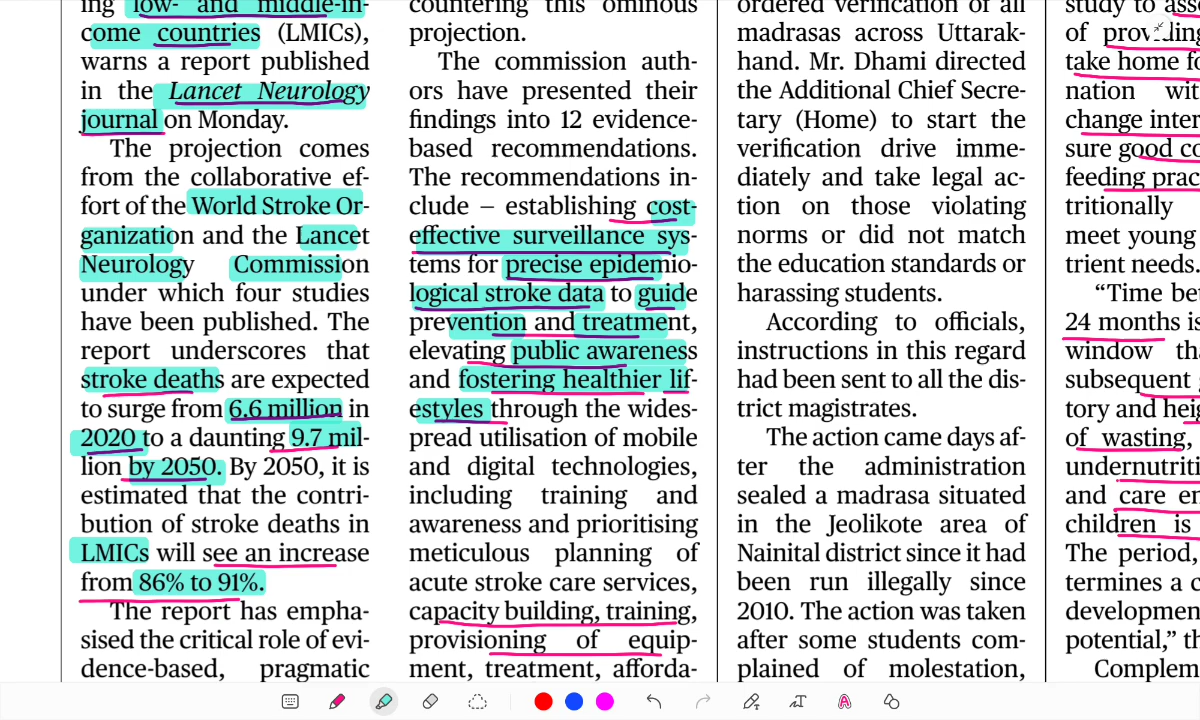 ing low- and middle-in-
come countries (LMICs),
warns a report published
in the Lancet Neurology
journal on Monday.
The projection comes
from the collaborative ef-
fort of the World Stroke Or-
ganization and the Lancet
Neurology Commission
under which four studies
have been published. The
report underscores that
stroke deaths are expected
to surge from 6.6 million in
2020 to a daunting 9.7 mil-
lion by 2050. By 2050, it is
estimated that the contri-
bution of stroke deaths in
LMICs will see an increase
from 86% to 91%.
The report has empha-
sised the critical role of evi-
dence-based, pragmatic
countering this ominous
projection.
The commission auth-
ors have presented their
findings into 12 evidence-
based recommendations.
The recommendations in-
clude – establishing cost-
effective surveillance sys-
tems for precise epidemio-
logical stroke data to guide
prevention and treatment,
elevating public awareness
and fostering healthier lif-
estyles through the wides-
pread utilisation of mobile
and digital technologies,
including training and
awareness and prioritising
meticulous planning of
acute stroke care services,
capacity building, training,
provisioning of equip-
ment, treatment, afforda-
ordered verification of all
madrasas across Uttarak-
hand. Mr. Dhami directed
the Additional Chief Secre-
tary (Home) to start the
verification drive imme-
diately and take legal ac-
tion on those violating
norms or did not match
the education standards or
harassing students.
According to officials,
instructions in this regard
had been sent to all the dis-
trict magistrates.
The action came days af-
ter the administration
sealed a madrasa situated
in the Jeolikote area of
Nainital district since it had
been run illegally since
2010. The action was taken
after some students com-
plained of molestation,
study to
of
take home
nation
change
sure good
feeding
tritionally
meet young
trient needs.
"Time
24 months
window
subsequent
tory and
of wasting,
and care
children is
The period,
termines a
potential,"